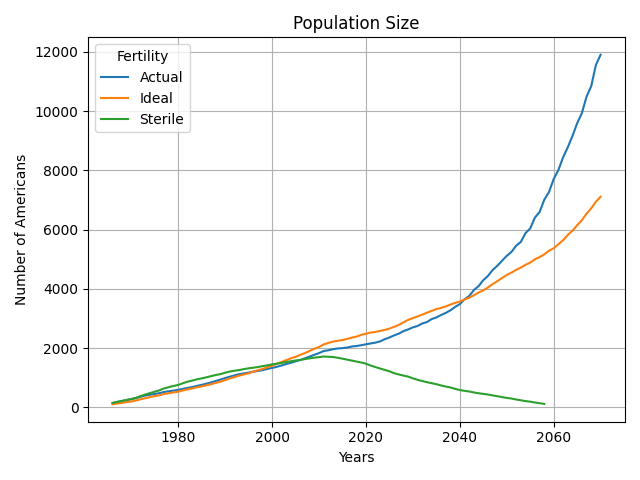 Population Size
Fertility
Actual
Ideal
Sterile
Number of Americans
12000
10000
8000
6000
4000
2000
0
1980
2000
2020
2040
2060
Years